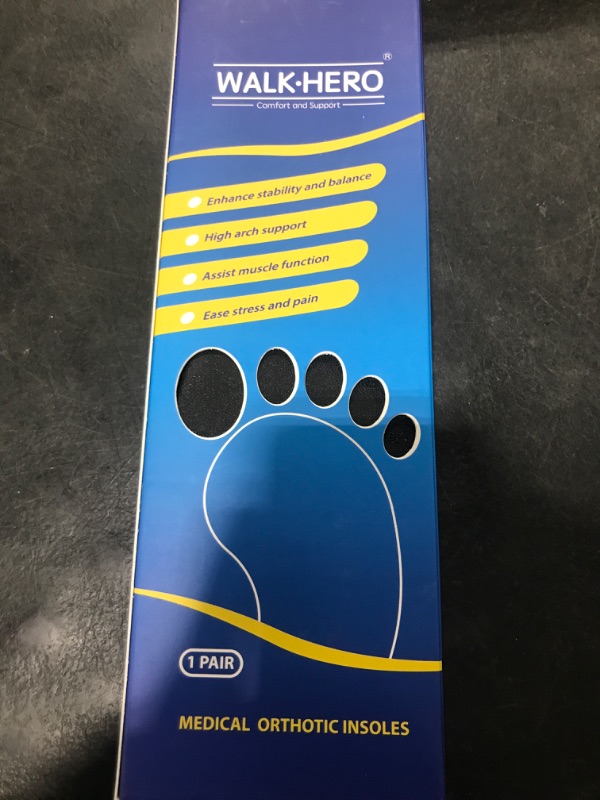 WALK·HERO®
Comfort and Support
Enhance stability and balance
High arch support
Assist muscle function
Ease stress and pain
1 PAIR
MEDICAL ORTHOTIC INSOLES